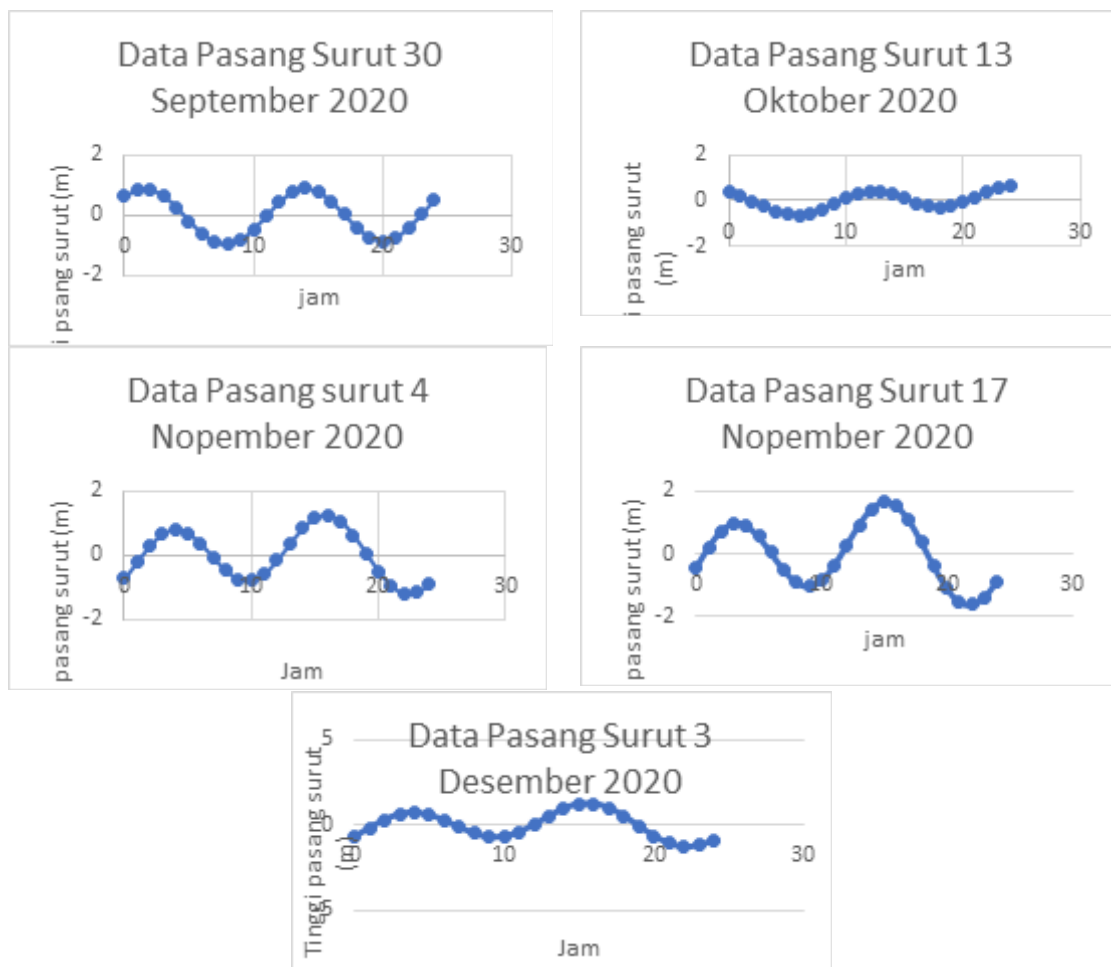 Data Pasang Surut 30
September 2020
i psang surut (m)
2
0
-2
0
10
20
30
jam
Data Pasang Surut 13
Oktober 2020
i pasang surut
(m)
2
0
-2
0
10
20
30
jam
Data Pasang surut 4
Nopember 2020
pasang surut (m)
2
0
-2
0
10
20
30
Jam
Data Pasang Surut 17
Nopember 2020
pasang surut (m)
2
0
-2
0
10
20
30
jam
Data Pasang Surut 3
Desember 2020
Tinggi pasang surut
5
0
0
10
20
30
Jam